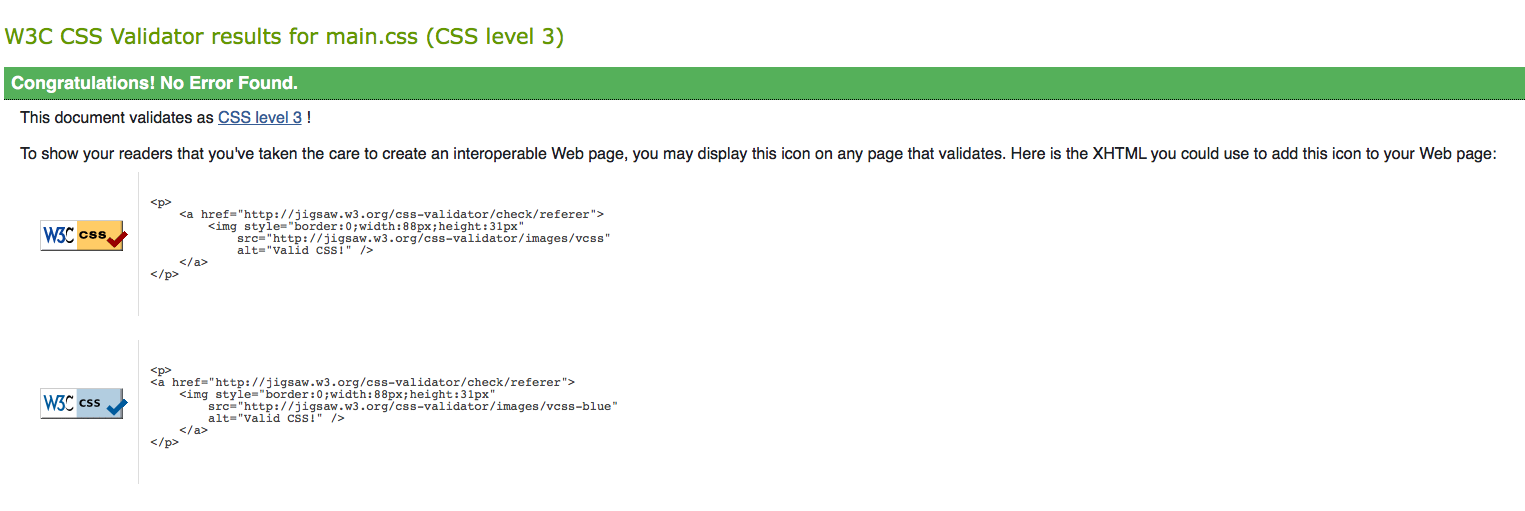 W3C CSS Validator results for main.css (CSS level 3)
Congratulations! No Error Found.
This document validates as CSS level 3 !
To show your readers that you've taken the care to create an interoperable Web page, you may display this icon on any page that validates. Here is the XHTML you could use to add this icon to your Web page:
W3C css
<p>
    <a href="http://jigsaw.w3.org/css-validator/check/referer">
        <img style="border:0;width:88px;height:31px"
            src="http://jigsaw.w3.org/css-validator/images/vcss"
            alt="Valid CSS!" />
    </a>
</p>
W3C css
<p>
<a href="http://jigsaw.w3.org/css-validator/check/referer">
    <img style="border:0;width:88px;height:31px"
        src="http://jigsaw.w3.org/css-validator/images/vcss-blue"
        alt="Valid CSS!" />
    </a>
</p>